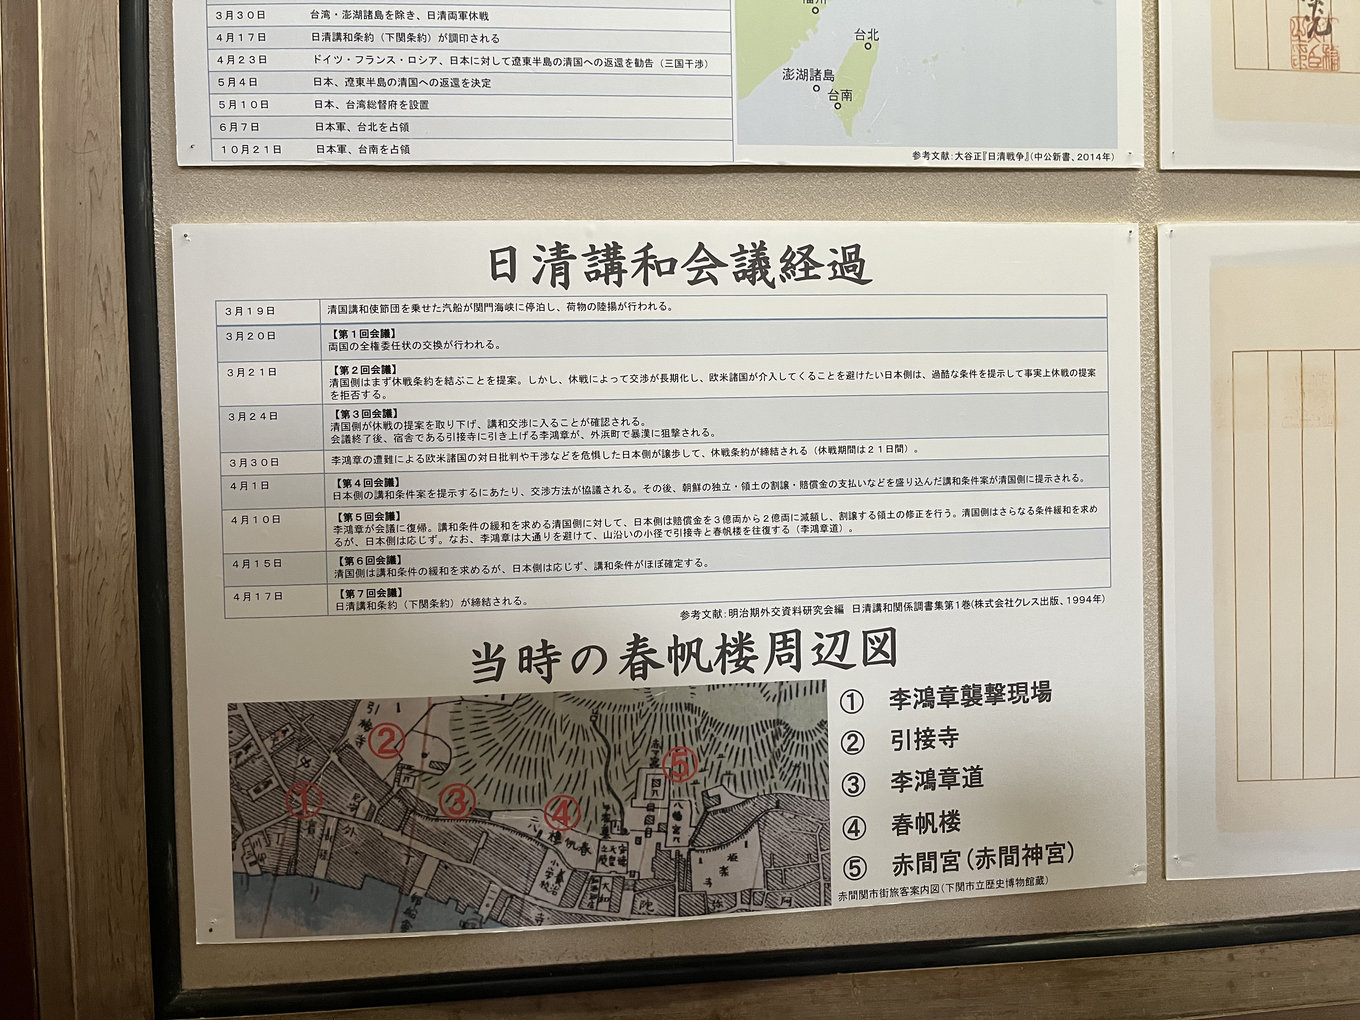 3月30日 台湾・澎湖諸島を除き、日清両軍休戦
4月17日 日清講和条約（下関条約）が調印される
4月23日 ドイツ・フランス・ロシア、日本に対して遼東半島の清国への返還を勧告（三国干渉）
5月4日 日本、遼東半島の清国への返還を決定
5月10日 日本、台湾総督府を設置
6月7日 日本軍、台北を占領
10月21日 日本軍、台南を占領
福州
台北
澎湖諸島
台南
参考文献：大谷正『日清戦争』（中公新書、2014年）
日清講和会議経過
3月19日 清国講和使節団を乗せた汽船が関門海峡に停泊し、荷物の陸揚が行われる。
3月20日 【第1回会議】
両国の全権委任状の交換が行われる。
3月21日 【第2回会議】
清国側はまず休戦条約を結ぶことを提案。しかし、休戦によって交渉が長期化し、欧米諸国が介入してくることを避けたい日本側は、過酷な条件を提示して事実上休戦の提案
を拒否する。
3月24日 【第3回会議】
清国側が休戦の提案を取り下げ、講和交渉に入ることが確認される。
会議終了後、宿舎である引接寺に引き上げる李鴻章が、外浜町で暴漢に狙撃される。
3月30日 李鴻章の遭難による欧米諸国の対日批判や干渉などを危惧した日本側が譲歩して、休戦条約が締結される（休戦期間は21日間）。
4月1日 【第4回会議】
日本側の講和条件案を提示するにあたり、交渉方法が協議される。その後、朝鮮の独立・領土の割譲・賠償金の支払いなどを盛り込んだ講和条件案が清国側に提示される。
4月10日 【第5回会議】
李鴻章が会議に復帰。講和条件の緩和を求める清国側に対して、日本側は賠償金を3億両から2億両に減額し、割譲する領土の修正を行う。清国側はさらなる条件緩和を求め
るが、日本側は応じず。なお、李鴻章は大通りを避けて、山沿いの小径で引接寺と春帆楼を往復する（李鴻章道）。
4月15日 【第6回会議】
清国側は講和条件の緩和を求めるが、日本側は応じず、講和条件がほぼ確定する。
4月17日 【第7回会議】
日清講和条約（下関条約）が締結される。
参考文献：明治期外交資料研究会編 日清講和関係調書集第1巻（株式会社クレス出版、1994年）
当時の春帆楼周辺図
① 李鴻章襲撃現場
② 引接寺
③ 李鴻章道
④ 春帆楼
⑤ 赤間宮（赤間神宮）
赤間関市街旅客案内図（下関市立歴史博物館蔵）
①
②
③
④
⑤
引接寺
春帆楼
八幡宮
極楽寺